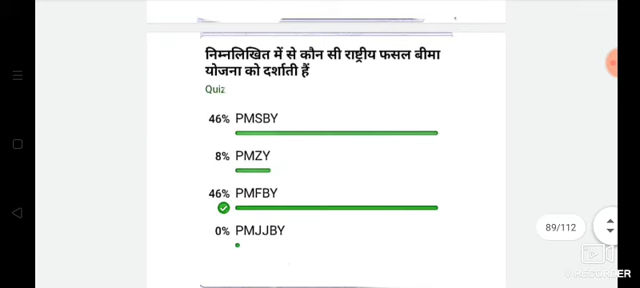 निम्नलिखित में से कौन सी राष्ट्रीय फसल बीमा
योजना को दर्शाती हैं
Quiz
46% PMSBY
8% PMZY
46% PMFBY
0% PMJJBY
89/112
RECORDER